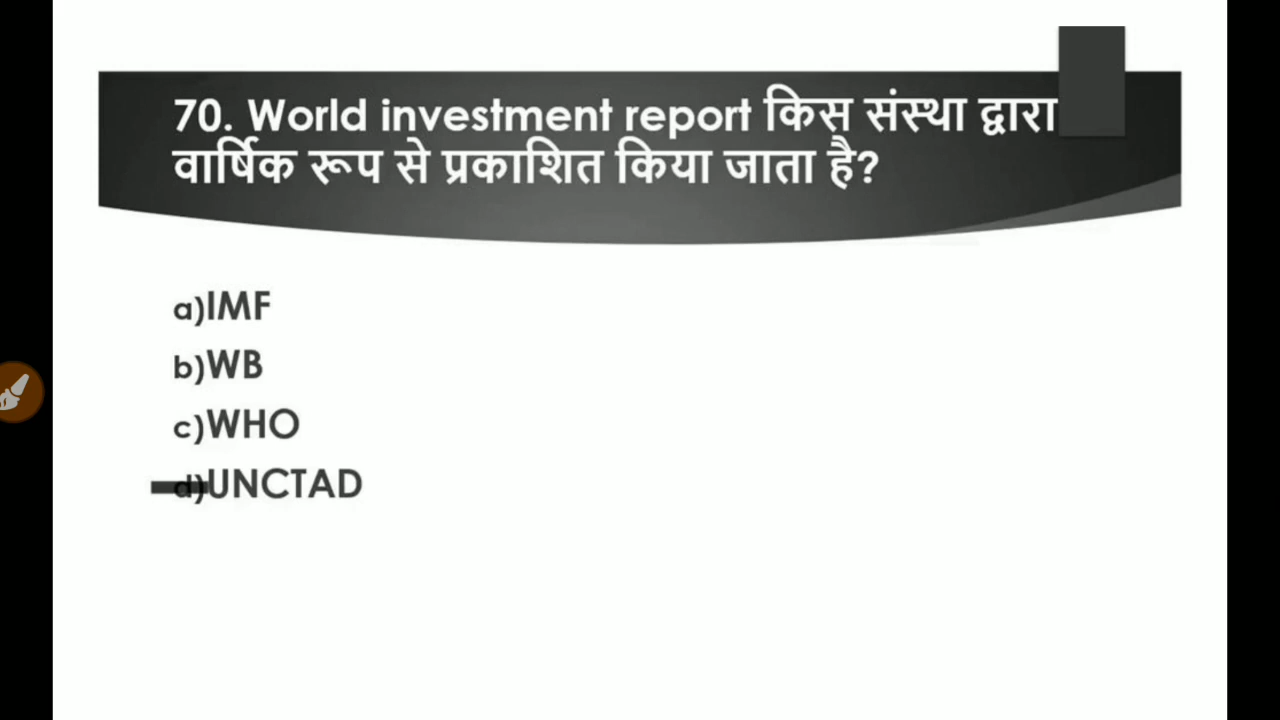 70. World investment report किस संस्था द्वारा
वार्षिक रूप से प्रकाशित किया जाता है?
a)IMF
b)WB
c)WHO
d)UNCTAD